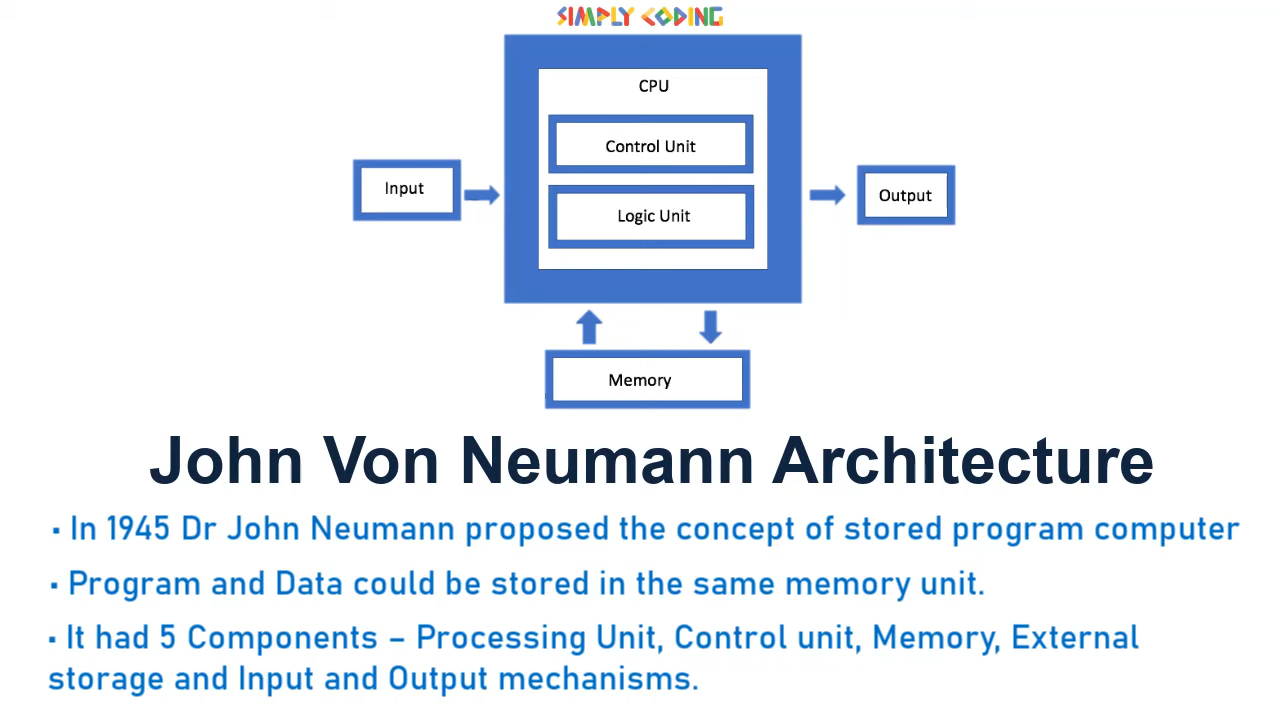 SIMPLY CODING
CPU
Control Unit
Input
Logic Unit
Output
Memory
John Von Neumann Architecture
▪ In 1945 Dr John Neumann proposed the concept of stored program computer
▪ Program and Data could be stored in the same memory unit.
▪ It had 5 Components – Processing Unit, Control unit, Memory, External
storage and Input and Output mechanisms.